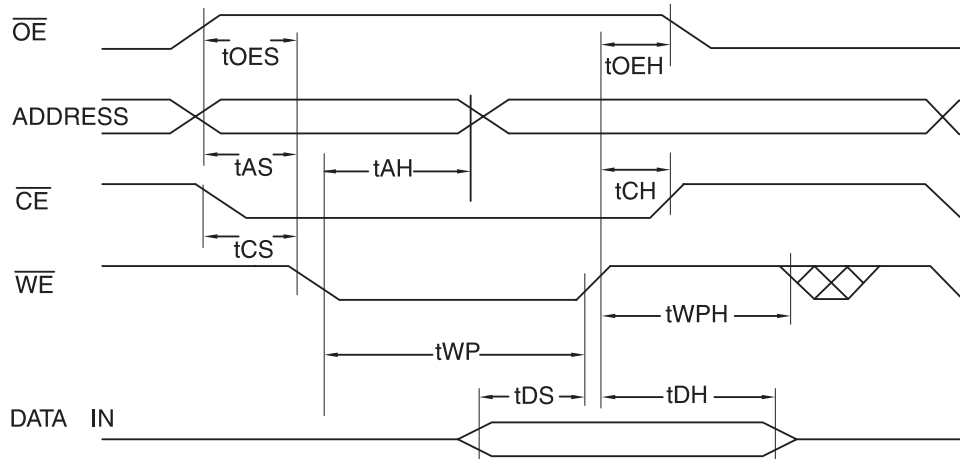 OE
tOES
tOEH
ADDRESS
tAS
tAH
tCH
CE
tCS
WE
tWPH
tWP
tDS
tDH
DATA IN